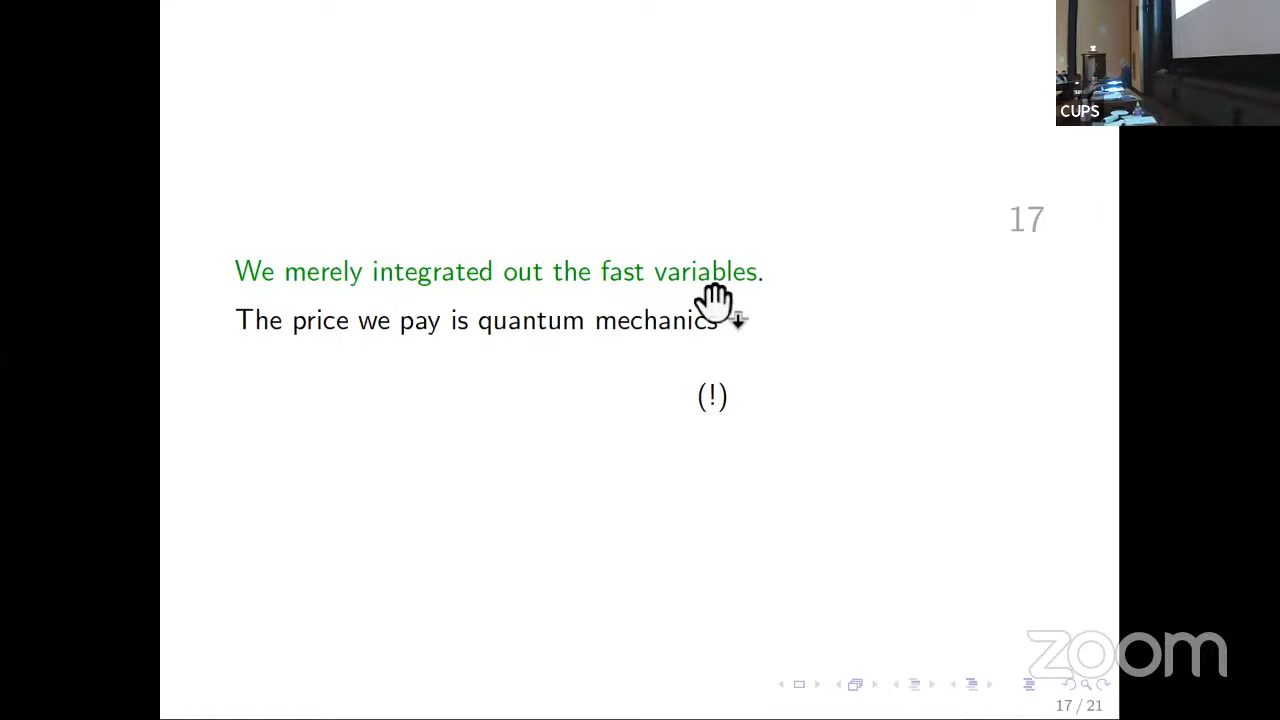 CUPS
17
We merely integrated out the fast variables.
The price we pay is quantum mechanics
(!)
zoom
17 / 21